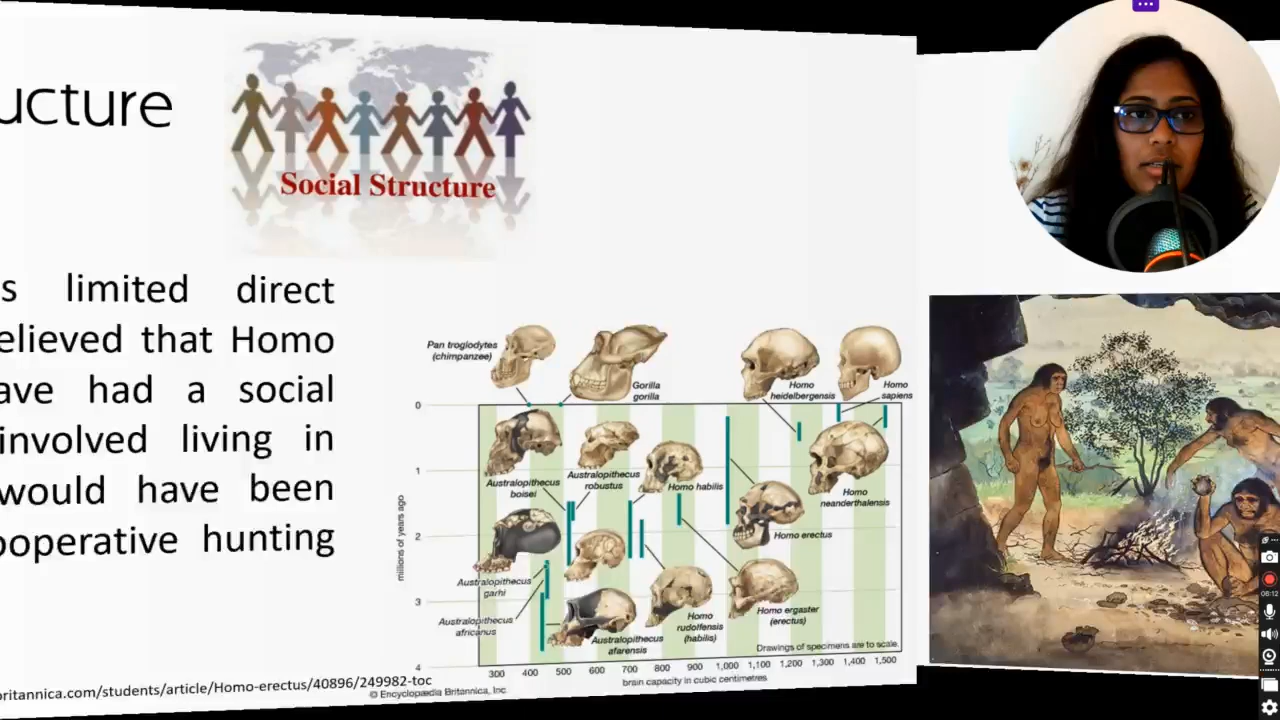 ucture
Social Structure
s limited direct
elieved that Homo
ave had a social
involved living in
would have been
ooperative hunting
Pan troglodytes
(chimpanzee)
Gorilla
gorilla
Homo
heidelbergensis
Homo
sapiens
Australopithecus
boisei
Australopithecus
robustus
Homo habilis
Homo
neanderthalensis
Homo erectus
Australopithecus
garhi
Australopithecus
africanus
Australopithecus
afarensis
Homo
rudolfensis
(habilis)
Homo ergaster
(erectus)
Drawings of specimens are to scale.
millions of years ago
0
1
2
3
4
300 400 500 600 700 800 900 1,000 1,100 1,200 1,300 1,400 1,500
brain capacity in cubic centimetres
© Encyclopædia Britannica, Inc.
britannica.com/students/article/Homo-erectus/40896/249982-toc
06:12